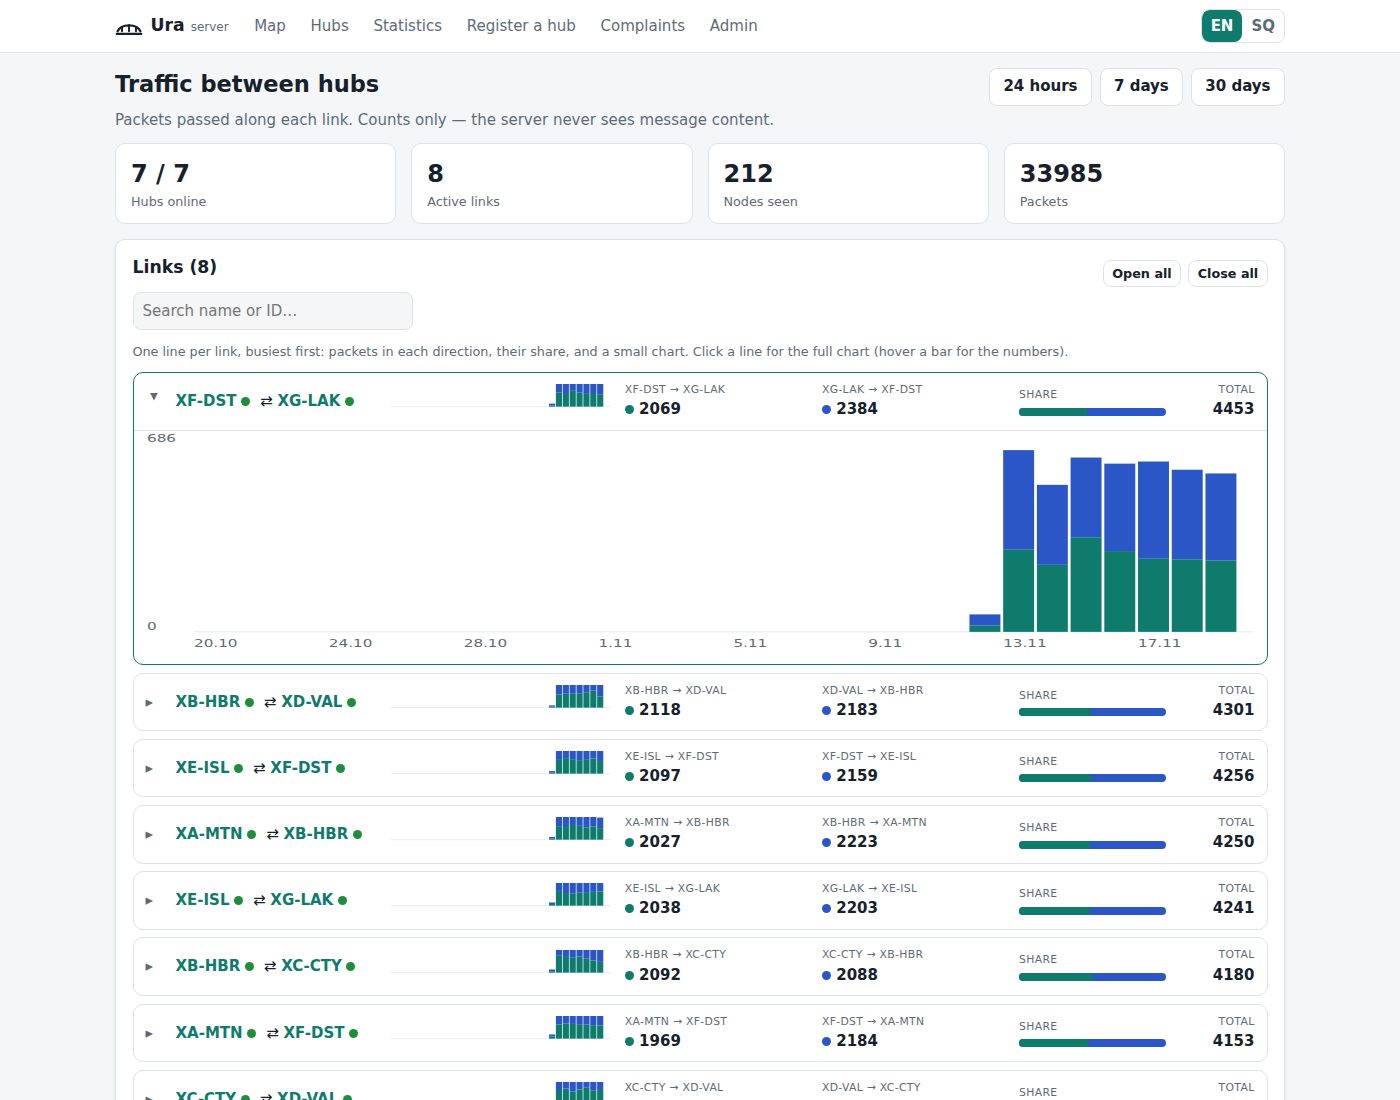 Ura server Map Hubs Statistics Register a hub Complaints Admin EN SQ
Traffic between hubs
24 hours 7 days 30 days
Packets passed along each link. Counts only — the server never sees message content.
7 / 7
Hubs online
8
Active links
212
Nodes seen
33985
Packets
Links (8)
Open all Close all
Search name or ID…
One line per link, busiest first: packets in each direction, their share, and a small chart. Click a line for the full chart (hover a bar for the numbers).
▼ XF-DST ⇄ XG-LAK
XF-DST → XG-LAK
2069
XG-LAK → XF-DST
2384
SHARE
TOTAL
4453
686
0
20.10 24.10 28.10 1.11 5.11 9.11 13.11 17.11
▶ XB-HBR ⇄ XD-VAL
XB-HBR → XD-VAL
2118
XD-VAL → XB-HBR
2183
SHARE
TOTAL
4301
▶ XE-ISL ⇄ XF-DST
XE-ISL → XF-DST
2097
XF-DST → XE-ISL
2159
SHARE
TOTAL
4256
▶ XA-MTN ⇄ XB-HBR
XA-MTN → XB-HBR
2027
XB-HBR → XA-MTN
2223
SHARE
TOTAL
4250
▶ XE-ISL ⇄ XG-LAK
XE-ISL → XG-LAK
2038
XG-LAK → XE-ISL
2203
SHARE
TOTAL
4241
▶ XB-HBR ⇄ XC-CTY
XB-HBR → XC-CTY
2092
XC-CTY → XB-HBR
2088
SHARE
TOTAL
4180
▶ XA-MTN ⇄ XF-DST
XA-MTN → XF-DST
1969
XF-DST → XA-MTN
2184
SHARE
TOTAL
4153
▶ XC-CTY ⇄ XD-VAL
XC-CTY → XD-VAL
XD-VAL → XC-CTY
SHARE
TOTAL